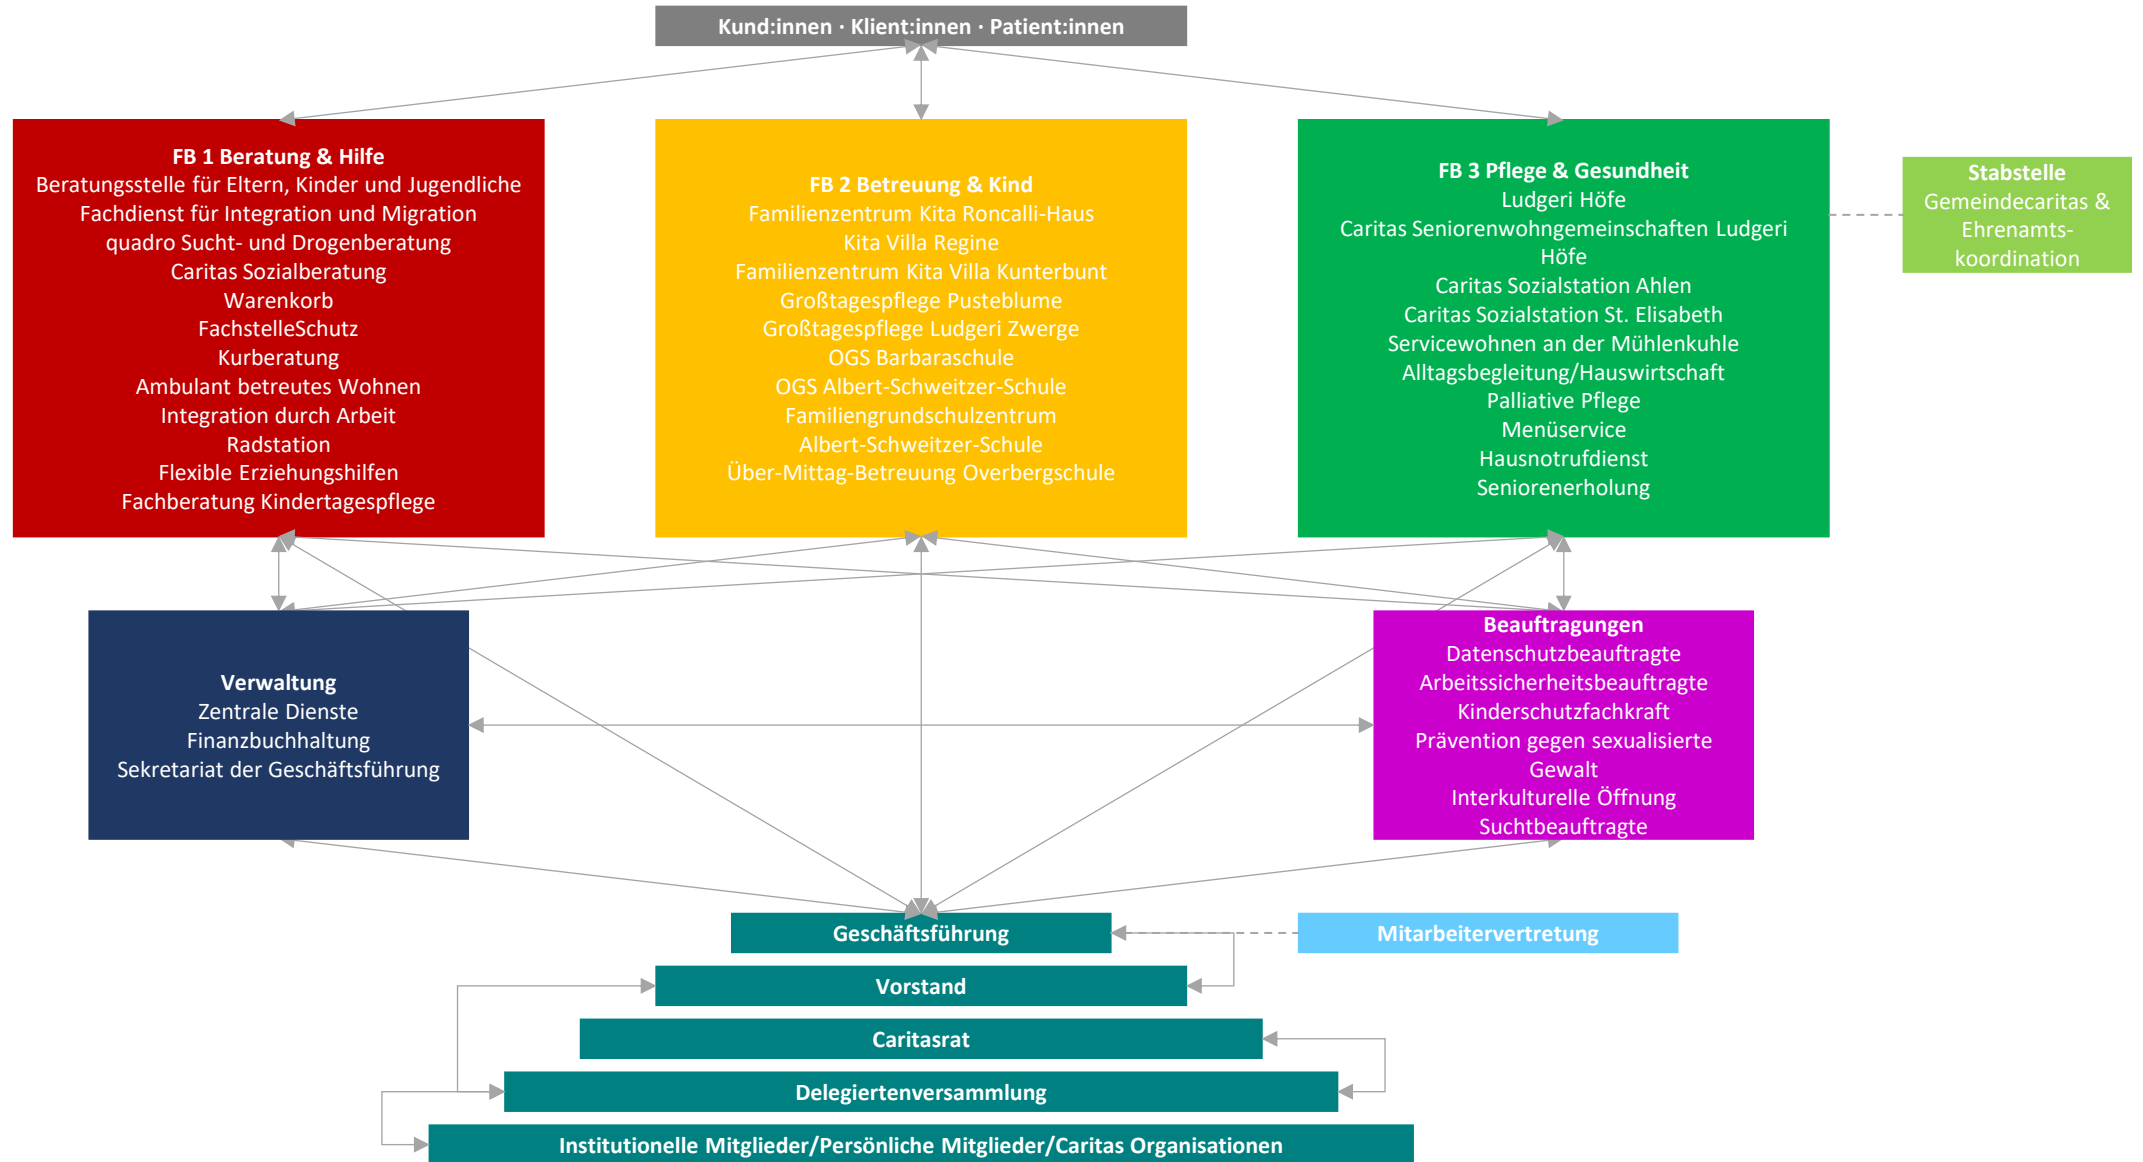 Kund:innen · Klient:innen · Patient:innen
FB 1 Beratung & Hilfe
Beratungsstelle für Eltern, Kinder und Jugendliche
Fachdienst für Integration und Migration
quadro Sucht- und Drogenberatung
Caritas Sozialberatung
Warenkorb
FachstelleSchutz
Kurberatung
Ambulant betreutes Wohnen
Integration durch Arbeit
Radstation
Flexible Erziehungshilfen
Fachberatung Kindertagespflege
FB 2 Betreuung & Kind
Familienzentrum Kita Roncalli-Haus
Kita Villa Regine
Familienzentrum Kita Villa Kunterbunt
Großtagespflege Pusteblume
Großtagespflege Ludgeri Zwerge
OGS Barbaraschule
OGS Albert-Schweitzer-Schule
Familiengrundschulzentrum
Albert-Schweitzer-Schule
Über-Mittag-Betreuung Overbergschule
FB 3 Pflege & Gesundheit
Ludgeri Höfe
Caritas Seniorenwohngemeinschaften Ludgeri
Höfe
Caritas Sozialstation Ahlen
Caritas Sozialstation St. Elisabeth
Servicewohnen an der Mühlenkuhle
Alltagsbegleitung/Hauswirtschaft
Palliative Pflege
Menüservice
Hausnotrufdienst
Seniorenerholung
Stabstelle
Gemeindecaritas &
Ehrenamts-
koordination
Verwaltung
Zentrale Dienste
Finanzbuchhaltung
Sekretariat der Geschäftsführung
Beauftragungen
Datenschutzbeauftragte
Arbeitssicherheitsbeauftragte
Kinderschutzfachkraft
Prävention gegen sexualisierte
Gewalt
Interkulturelle Öffnung
Suchtbeauftragte
Geschäftsführung
Mitarbeitervertretung
Vorstand
Caritasrat
Delegiertenversammlung
Institutionelle Mitglieder/Persönliche Mitglieder/Caritas Organisationen